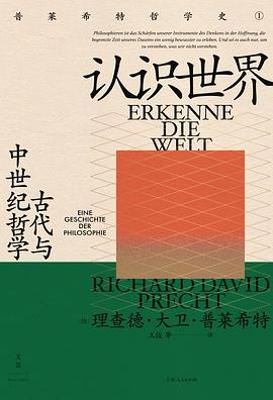 普莱希特哲学史 ①
Philosophieren ist das Schärfen unserer Instrumente des Denkens in der Hoffnung, die
begrenzte Zeit unseres Daseins ein wenig bewusster zu erleben. Und sei es auch nur, um
zu verstehen, was wir nicht verstehen.
认识世界
ERKENNE
DIE
WELT
古代与
中世纪哲学
EINE
GESCHICHTE
DER
PHILOSOPHIE
RICHARD DAVID
PRECHT
[德] 理查德·大卫·普莱希特
王俊 等 译
文景
上海人民出版社